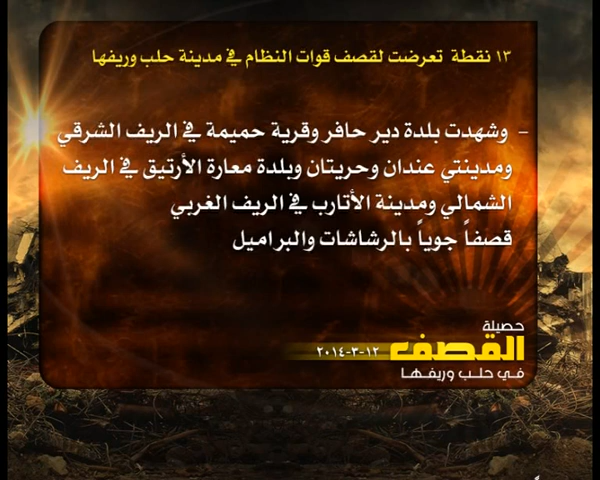 ١٣ نقطة تعرضت لقصف قوات النظام في مدينة حلب وريفها
- وشهدت بلدة دير حافر وقرية حميمة في الريف الشرقي
ومدينتي عندان وحريتان وبلدة معارة الأرتيق في الريف
الشمالي ومدينة الأتارب في الريف الغربي
قصفاً جوياً بالرشاشات والبراميل
حصيلة
القصف ١٢-٣-٢٠١٤
في حلب وريفها